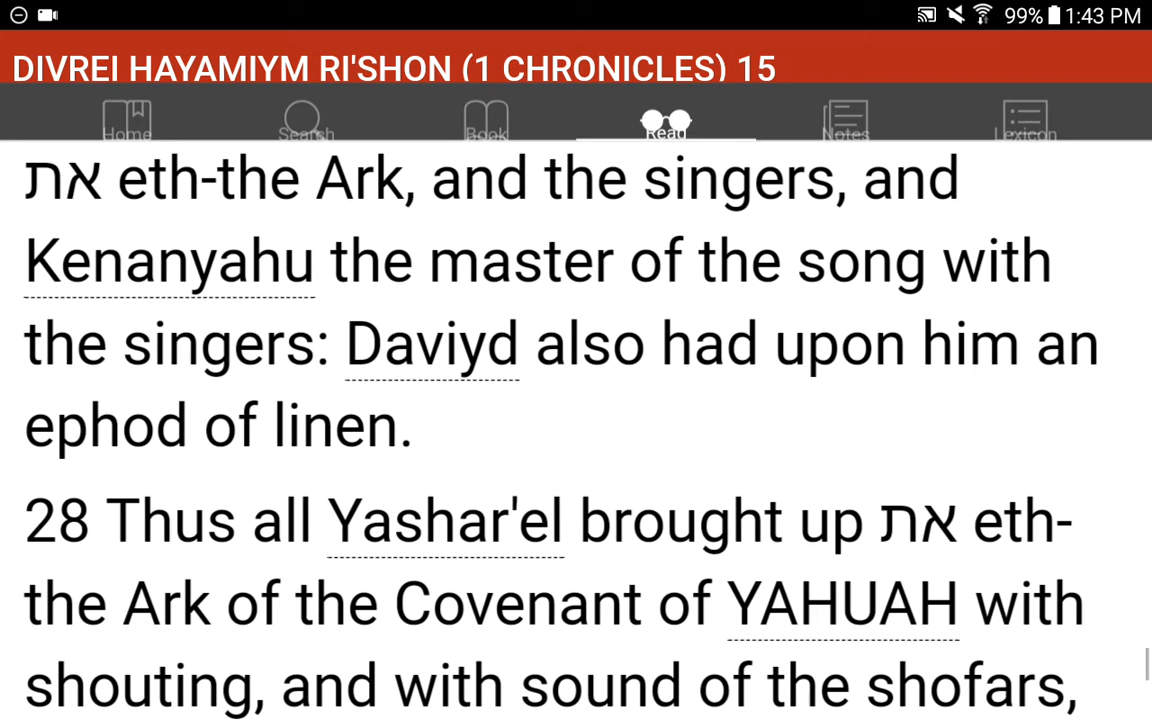 99% 1:43 PM
DIVREI HAYAMIYM RI'SHON (1 CHRONICLES) 15
Home Search Book Read Notes Lexicon
את eth-the Ark, and the singers, and
Kenanyahu the master of the song with
the singers: Daviyd also had upon him an
ephod of linen.
28 Thus all Yashar'el brought up את eth-
the Ark of the Covenant of YAHUAH with
shouting, and with sound of the shofars,